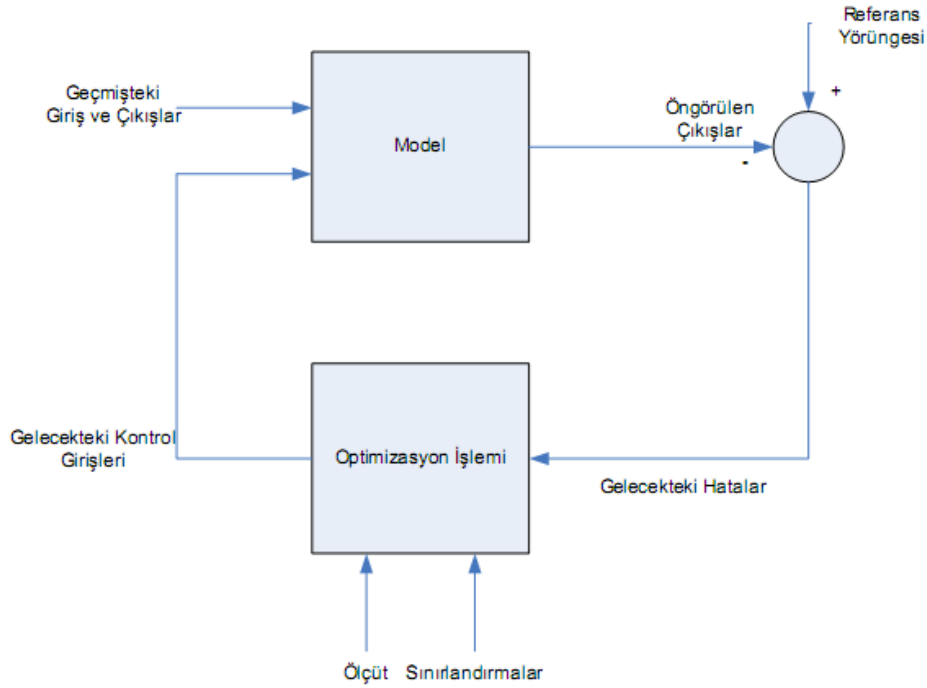 Referans
Yörüngesi
+
Geçmişteki
Giriş ve Çıkışlar
Model
Öngörülen
Çıkışlar
-
Gelecekteki Kontrol
Girişleri
Optimizasyon İşlemi
Gelecekteki Hatalar
Ölçüt
Sınırlandırmalar